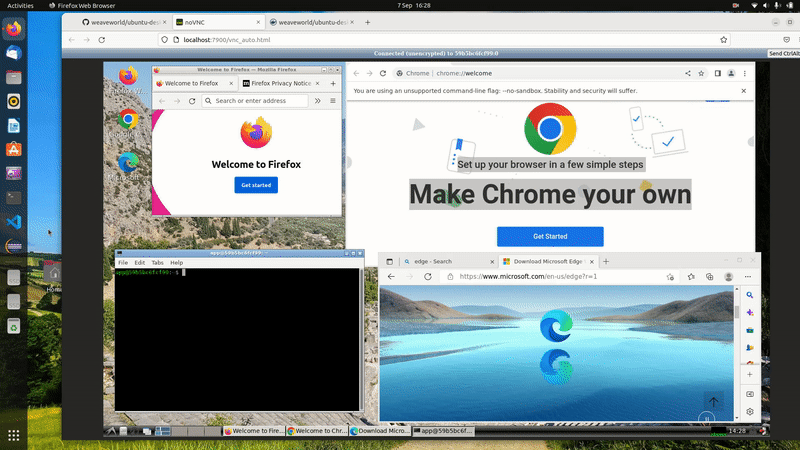 Activities
Firefox Web Browser
7 Sep 16:28
weaveworld/ubuntu-des
noVNC
weaveworld/ubuntu-des
localhost:7900/vnc_auto.html
Connected (unencrypted) to 59b5bc6fcf99:0
Send CtrlAlt
Welcome to Firefox — Mozilla Firefox
Welcome to Firefox
Firefox Privacy Notice
Search or enter address
Welcome to Firefox
Get started
Chrome | chrome://welcome
You are using an unsupported command-line flag: --no-sandbox. Stability and security will suffer.
Set up your browser in a few simple steps
Make Chrome your own
Get Started
Microsoft
Hom
app@59b5bc6fcf99:~
File Edit Tabs Help
app@59b5bc6fcf99:~$
edge - Search
Download Microsoft Edge
https://www.microsoft.com/en-us/edge?r=1
Welcome to Fire...
Welcome to Chr...
Download Micro...
app@59b5bc6f...
14:28